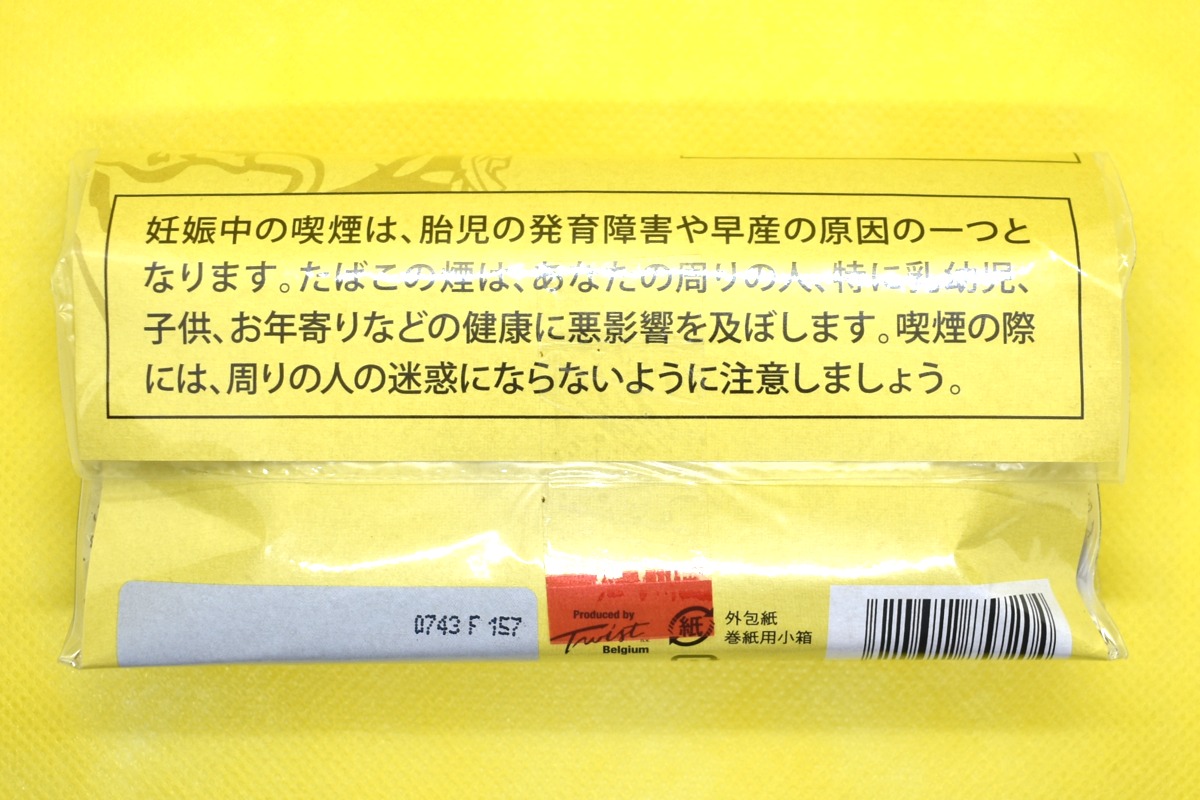 妊娠中の喫煙は、胎児の発育障害や早産の原因の一つと
なります。たばこの煙は、あなたの周りの人、特に乳幼児、
子供、お年寄りなどの健康に悪影響を及ぼします。喫煙の際
には、周りの人の迷惑にならないように注意しましょう。
0743 F 157
Produced by
Twist
Belgium
紙
外包紙
巻紙用小箱